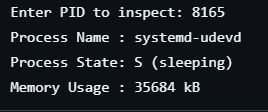 Enter PID to inspect: 8165
Process Name : systemd-udevd
Process State: S (sleeping)
Memory Usage : 35684 kB